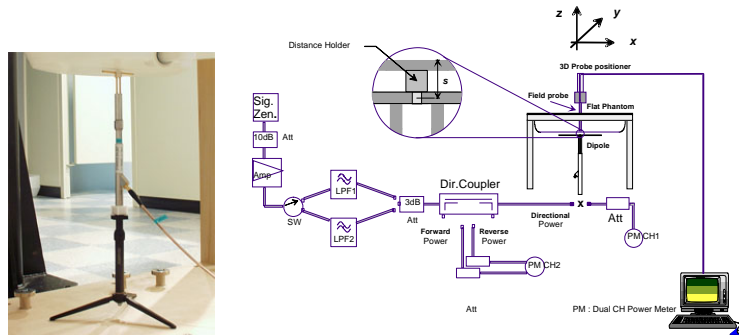 z
y
x
Distance Holder
s
3D Probe positioner
Field probe
Flat Phantom
Dipole
Sig.
Zen.
10dB
Att
Amp
SW
LPF1
LPF2
3dB
Att
Dir.Coupler
Forward
Power
Reverse
Power
Directional
Power
x
Att
PM CH1
PM CH2
Att
PM : Dual CH Power Meter